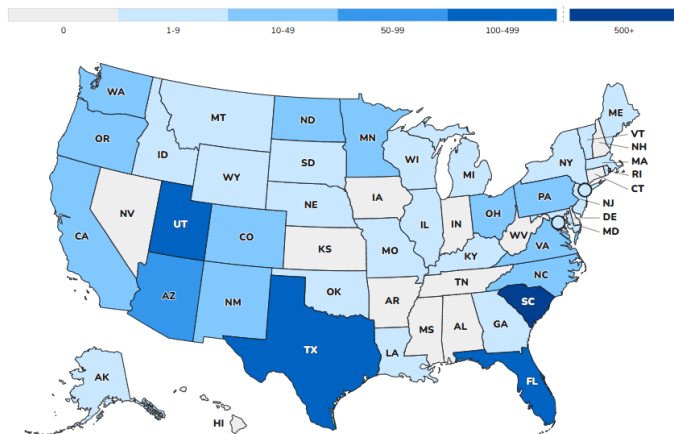 0 1-9 10-49 50-99 100-499 500+
WA
ME
MT
ND
VT
OR
MN
NH
ID
WI
MA
SD
NY
MI
RI
WY
CT
NE
IA
PA
NJ
NV
OH
UT
IL
IN
DE
CO
WV
MD
CA
KS
MO
KY
VA
NC
TN
AZ
OK
NM
AR
SC
MS
AL
GA
TX
LA
AK
FL
HI